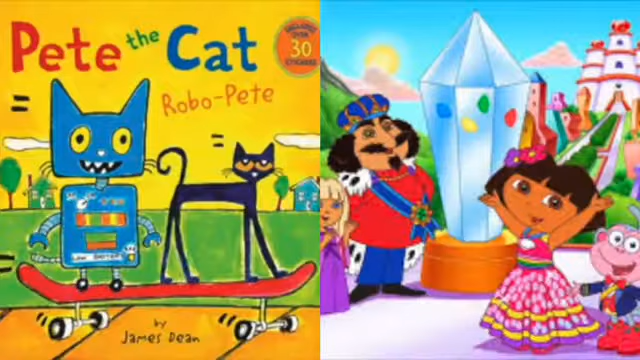 Pete the Cat
INCLUDES OVER 30 STICKERS
Robo-Pete
by
James Dean